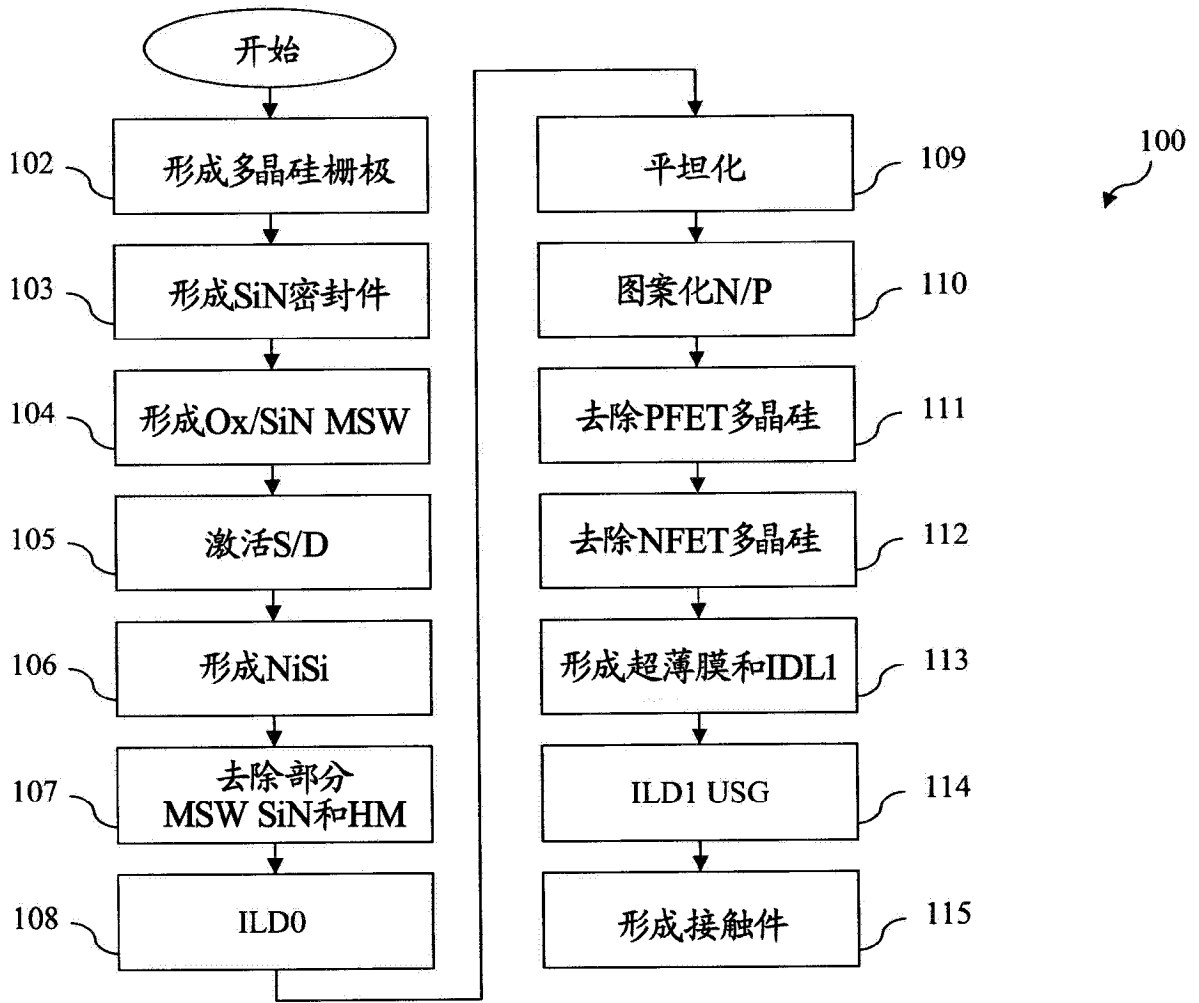 开始
102
形成多晶硅栅极
103
形成SiN密封件
104
形成Ox/SiN MSW
105
激活S/D
106
形成NiSi
107
去除部分
MSW SiN和HM
108
ILD0
平坦化
109
100
图案化N/P
110
去除PFET多晶硅
111
去除NFET多晶硅
112
形成超薄膜和IDL1
113
ILD1 USG
114
形成接触件
115